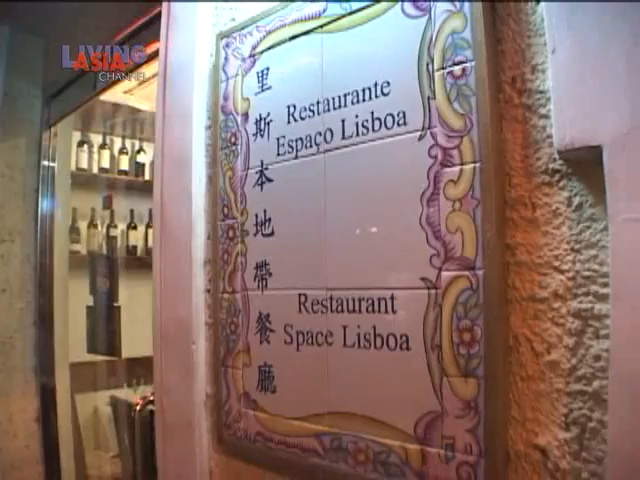 LIVING
ASIA
CHANNEL
里斯本地帶餐廳
Restaurante
Espaço Lisboa
Restaurant
Space Lisboa